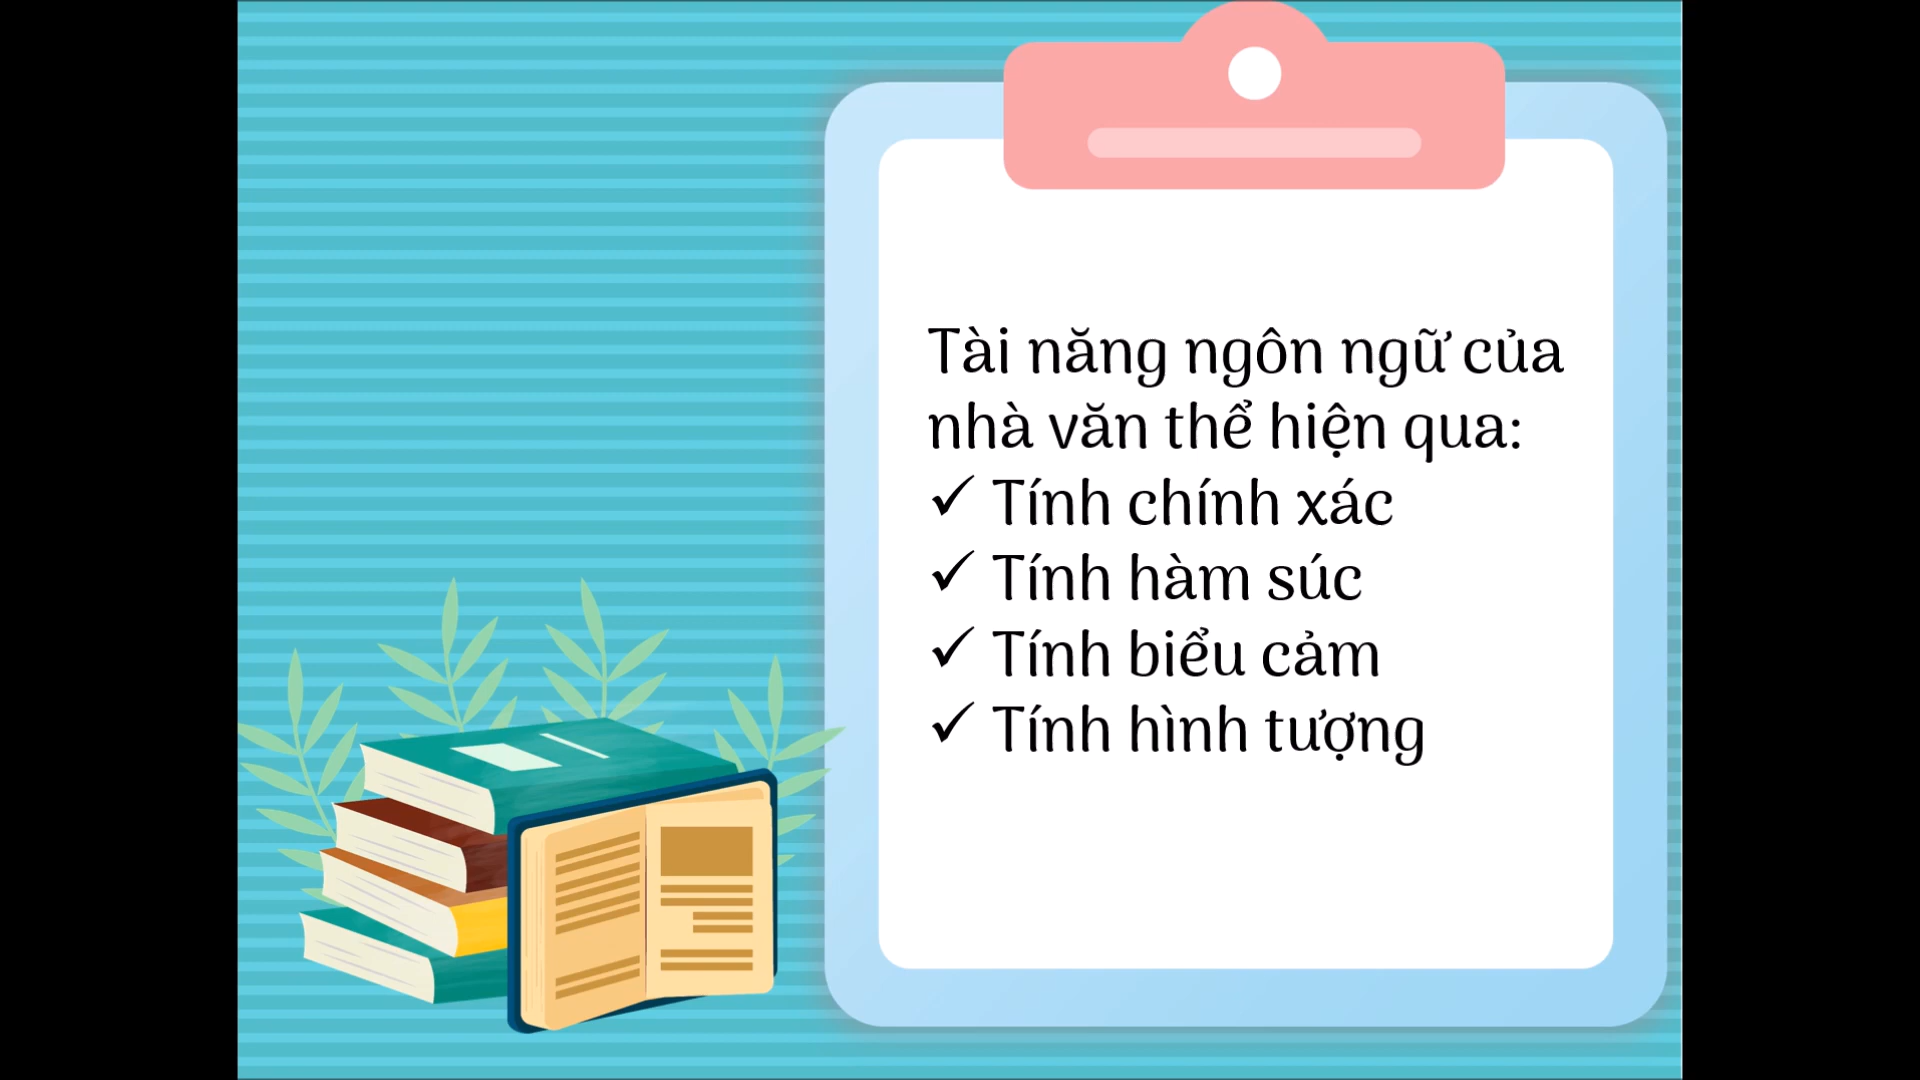 Tài năng ngôn ngữ của
nhà văn thể hiện qua:
✓ Tính chính xác
✓ Tính hàm súc
✓ Tính biểu cảm
✓ Tính hình tượng